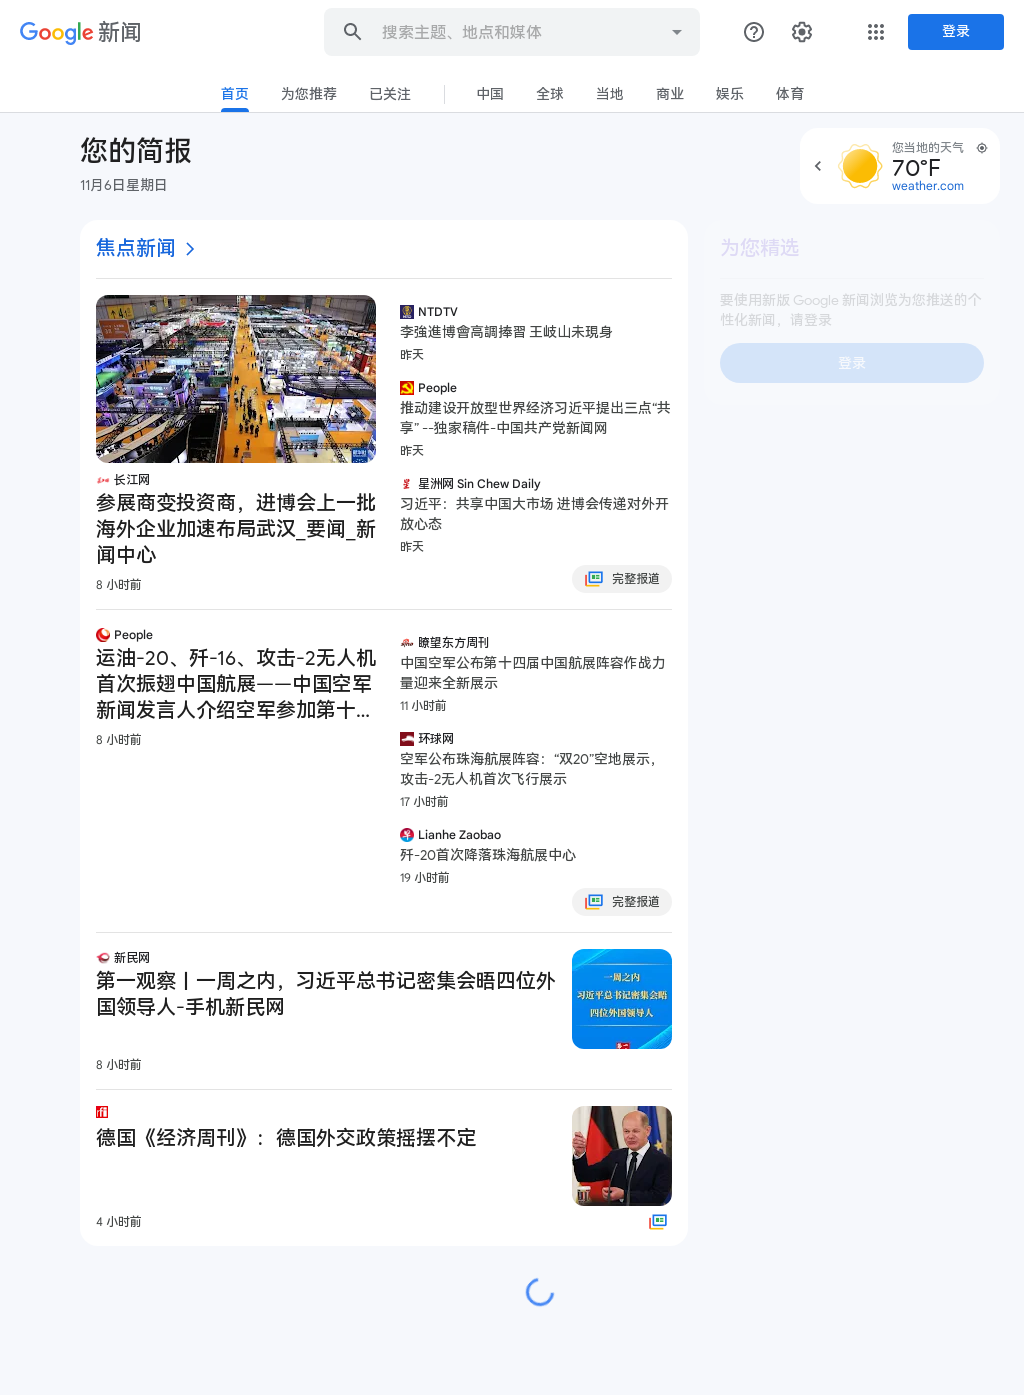 Google 新闻
搜索主题、地点和媒体
登录
首页
为您推荐
已关注
中国
全球
当地
商业
娱乐
体育
您的简报
11月6日星期日
您当地的天气
70°F
weather.com
焦点新闻
长江网
参展商变投资商，进博会上一批
海外企业加速布局武汉_要闻_新
闻中心
8 小时前
NTDTV
李強進博會高調捧習 王岐山未現身
昨天
People
推动建设开放型世界经济习近平提出三点“共
享” --独家稿件-中国共产党新闻网
昨天
星洲网 Sin Chew Daily
习近平：共享中国大市场 进博会传递对外开
放心态
昨天
完整报道
People
运油-20、歼-16、攻击-2无人机
首次振翅中国航展——中国空军
新闻发言人介绍空军参加第十...
8 小时前
瞭望东方周刊
中国空军公布第十四届中国航展阵容作战力
量迎来全新展示
11 小时前
环球网
空军公布珠海航展阵容：“双20”空地展示，
攻击-2无人机首次飞行展示
17 小时前
Lianhe Zaobao
歼-20首次降落珠海航展中心
19 小时前
完整报道
新民网
第一观察丨一周之内，习近平总书记密集会晤四位外
国领导人-手机新民网
8 小时前
一周之内
习近平总书记密集会晤
四位外国领导人
德国《经济周刊》：德国外交政策摇摆不定
4 小时前
为您精选
要使用新版 Google 新闻浏览为您推送的个
性化新闻，请登录
登录